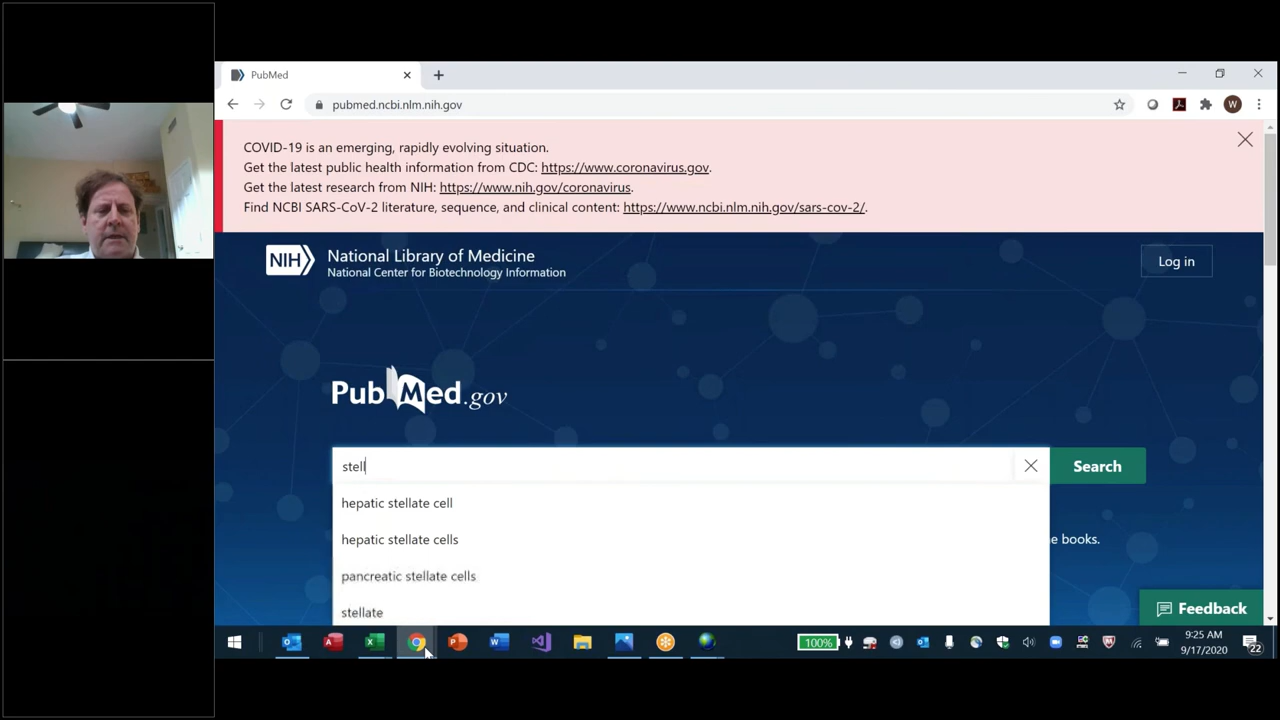 PubMed
pubmed.ncbi.nlm.nih.gov
W
COVID-19 is an emerging, rapidly evolving situation.
Get the latest public health information from CDC: https://www.coronavirus.gov.
Get the latest research from NIH: https://www.nih.gov/coronavirus.
Find NCBI SARS-CoV-2 literature, sequence, and clinical content: https://www.ncbi.nlm.nih.gov/sars-cov-2/.
NIH
National Library of Medicine
National Center for Biotechnology Information
Log in
PubMed.gov
stell
Search
hepatic stellate cell
hepatic stellate cells
e books.
pancreatic stellate cells
stellate
Feedback
100%
9:25 AM
9/17/2020
22